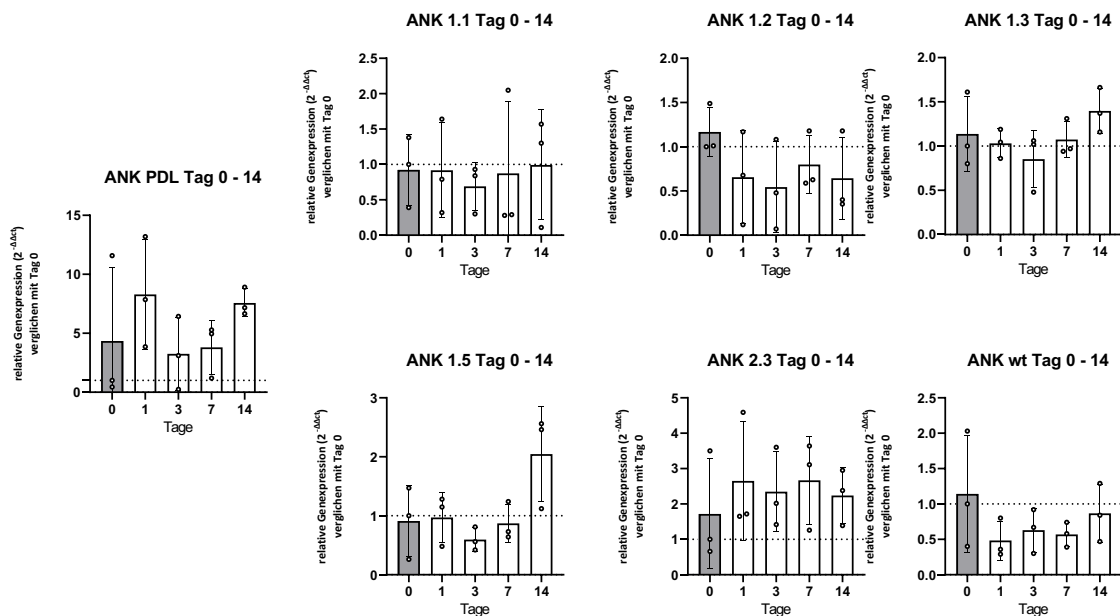 ANK PDL Tag 0 - 14
relative Genexpression (2 -ΔΔct)
verglichen mit Tag 0
15
10
5
0
0 1 3 7 14
Tage
ANK 1.1 Tag 0 - 14
relative Genexpression (2 -ΔΔct)
verglichen mit Tag 0
2.5
2.0
1.5
1.0
0.5
0.0
0 1 3 7 14
Tage
ANK 1.2 Tag 0 - 14
relative Genexpression (2 -ΔΔct)
verglichen mit Tag 0
2.0
1.5
1.0
0.5
0.0
0 1 3 7 14
Tage
ANK 1.3 Tag 0 - 14
relative Genexpression (2 -ΔΔct)
verglichen mit Tag 0
2.0
1.5
1.0
0.5
0.0
0 1 3 7 14
Tage
ANK 1.5 Tag 0 - 14
relative Genexpression (2 -ΔΔct)
verglichen mit Tag 0
3
2
1
0
0 1 3 7 14
Tage
ANK 2.3 Tag 0 - 14
relative Genexpression (2 -ΔΔct)
verglichen mit Tag 0
5
4
3
2
1
0
0 1 3 7 14
Tage
ANK wt Tag 0 - 14
relative Genexpression (2 -ΔΔct)
verglichen mit Tag 0
2.5
2.0
1.5
1.0
0.5
0.0
0 1 3 7 14
Tage